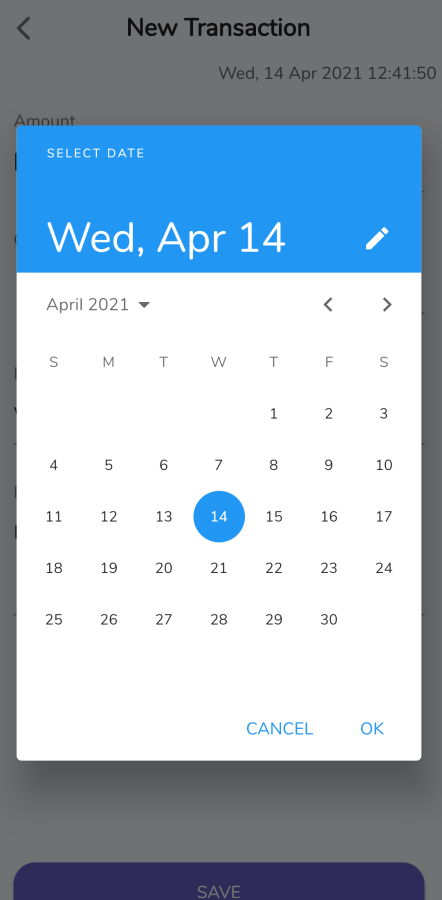 New Transaction
Wed, 14 Apr 2021 12:41:50
Amount
SELECT DATE
Wed, Apr 14
April 2021
S M T W T F S
1 2 3
4 5 6 7 8 9 10
11 12 13 14 15 16 17
18 19 20 21 22 23 24
25 26 27 28 29 30
CANCEL OK
SAVE